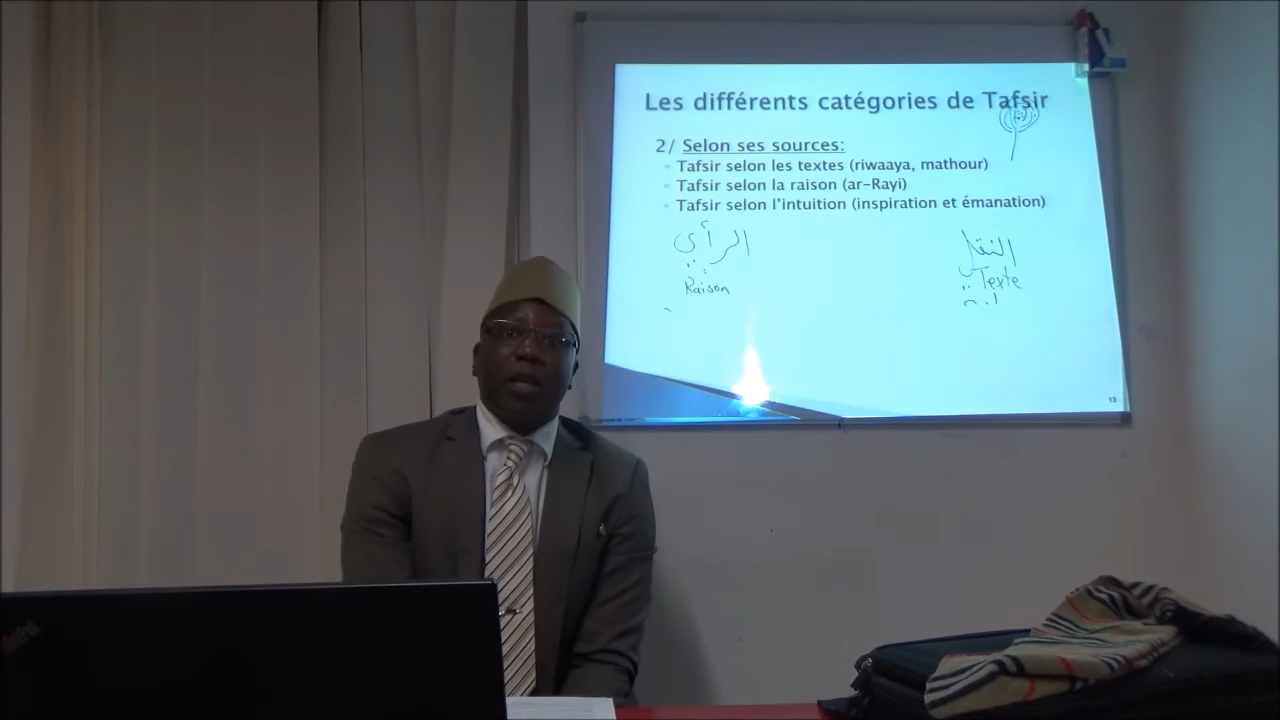 Les différents catégories de Tafsir
2/ Selon ses sources:
Tafsir selon les textes (riwaaya, mathour)
Tafsir selon la raison (ar-Rayi)
Tafsir selon l'intuition (inspiration et émanation)
الرأي
النقل
Raison
Texte
13